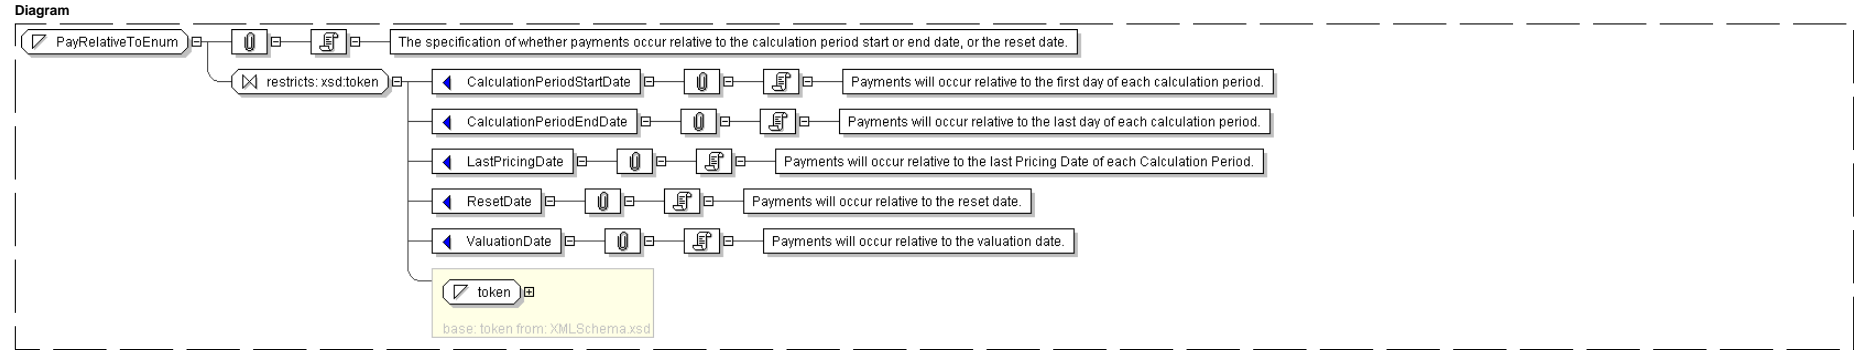 Diagram
PayRelativeToEnum The specification of whether payments occur relative to the calculation period start or end date, or the reset date.
restricts: xsd:token CalculationPeriodStartDate Payments will occur relative to the first day of each calculation period.
CalculationPeriodEndDate Payments will occur relative to the last day of each calculation period.
LastPricingDate Payments will occur relative to the last Pricing Date of each Calculation Period.
ResetDate Payments will occur relative to the reset date.
ValuationDate Payments will occur relative to the valuation date.
token
base: token from: XMLSchema.xsd